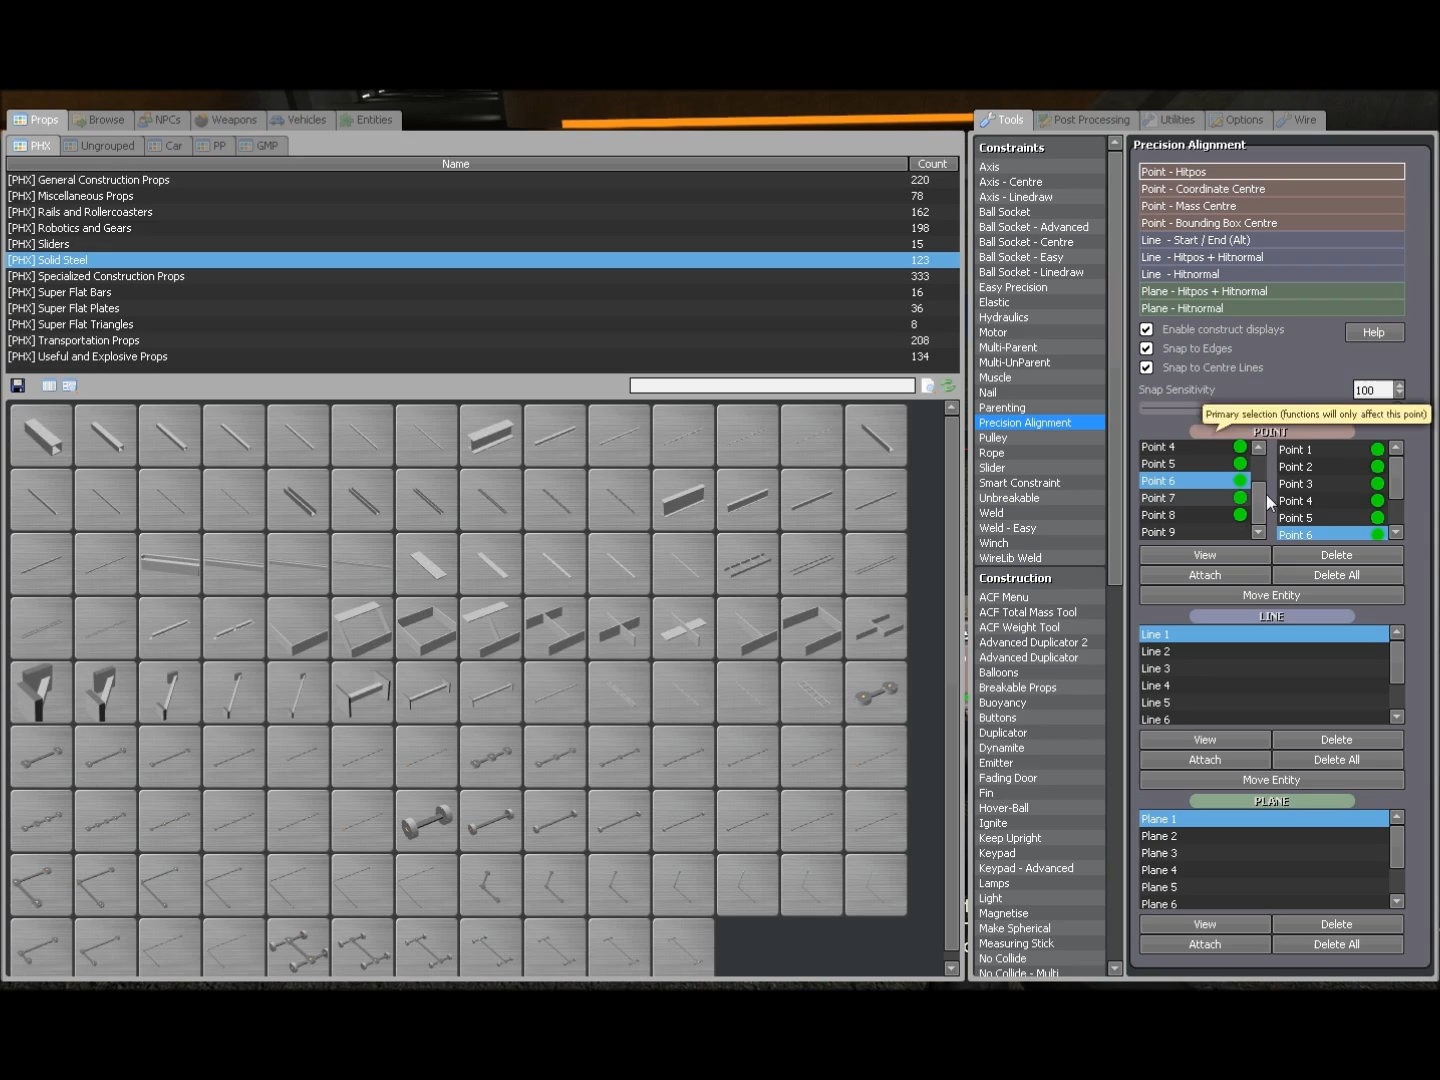 Props Browse NPCs Weapons Vehicles Entities
PHX Ungrouped Car PP GMP
Name Count
[PHX] General Construction Props 220
[PHX] Miscellaneous Props 78
[PHX] Rails and Rollercoasters 162
[PHX] Robotics and Gears 198
[PHX] Sliders 15
[PHX] Solid Steel 123
[PHX] Specialized Construction Props 333
[PHX] Super Flat Bars 16
[PHX] Super Flat Plates 36
[PHX] Super Flat Triangles 8
[PHX] Transportation Props 208
[PHX] Useful and Explosive Props 134
Tools Post Processing Utilities Options Wire
Constraints
Axis
Axis - Centre
Axis - Linedraw
Ball Socket
Ball Socket - Advanced
Ball Socket - Centre
Ball Socket - Easy
Ball Socket - Linedraw
Easy Precision
Elastic
Hydraulics
Motor
Multi-Parent
Multi-UnParent
Muscle
Nail
Parenting
Precision Alignment
Pulley
Rope
Slider
Smart Constraint
Unbreakable
Weld
Weld - Easy
Winch
WireLib Weld
Construction
ACF Menu
ACF Total Mass Tool
ACF Weight Tool
Advanced Duplicator 2
Advanced Duplicator
Balloons
Breakable Props
Buoyancy
Buttons
Duplicator
Dynamite
Emitter
Fading Door
Fin
Hover-Ball
Ignite
Keep Upright
Keypad
Keypad - Advanced
Lamps
Light
Magnetise
Make Spherical
Measuring Stick
No Collide
No Collide - Multi
Precision Alignment
Point - Hitpos
Point - Coordinate Centre
Point - Mass Centre
Point - Bounding Box Centre
Line - Start / End (Alt)
Line - Hitpos + Hitnormal
Line - Hitnormal
Plane - Hitpos + Hitnormal
Plane - Hitnormal
Enable construct displays Help
Snap to Edges
Snap to Centre Lines
Snap Sensitivity 100
Primary selection (functions will only affect this point)
POINT
Point 4
Point 5
Point 6
Point 7
Point 8
Point 9
Point 1
Point 2
Point 3
Point 4
Point 5
Point 6
View Delete
Attach Delete All
Move Entity
LINE
Line 1
Line 2
Line 3
Line 4
Line 5
Line 6
View Delete
Attach Delete All
Move Entity
PLANE
Plane 1
Plane 2
Plane 3
Plane 4
Plane 5
Plane 6
View Delete
Attach Delete All